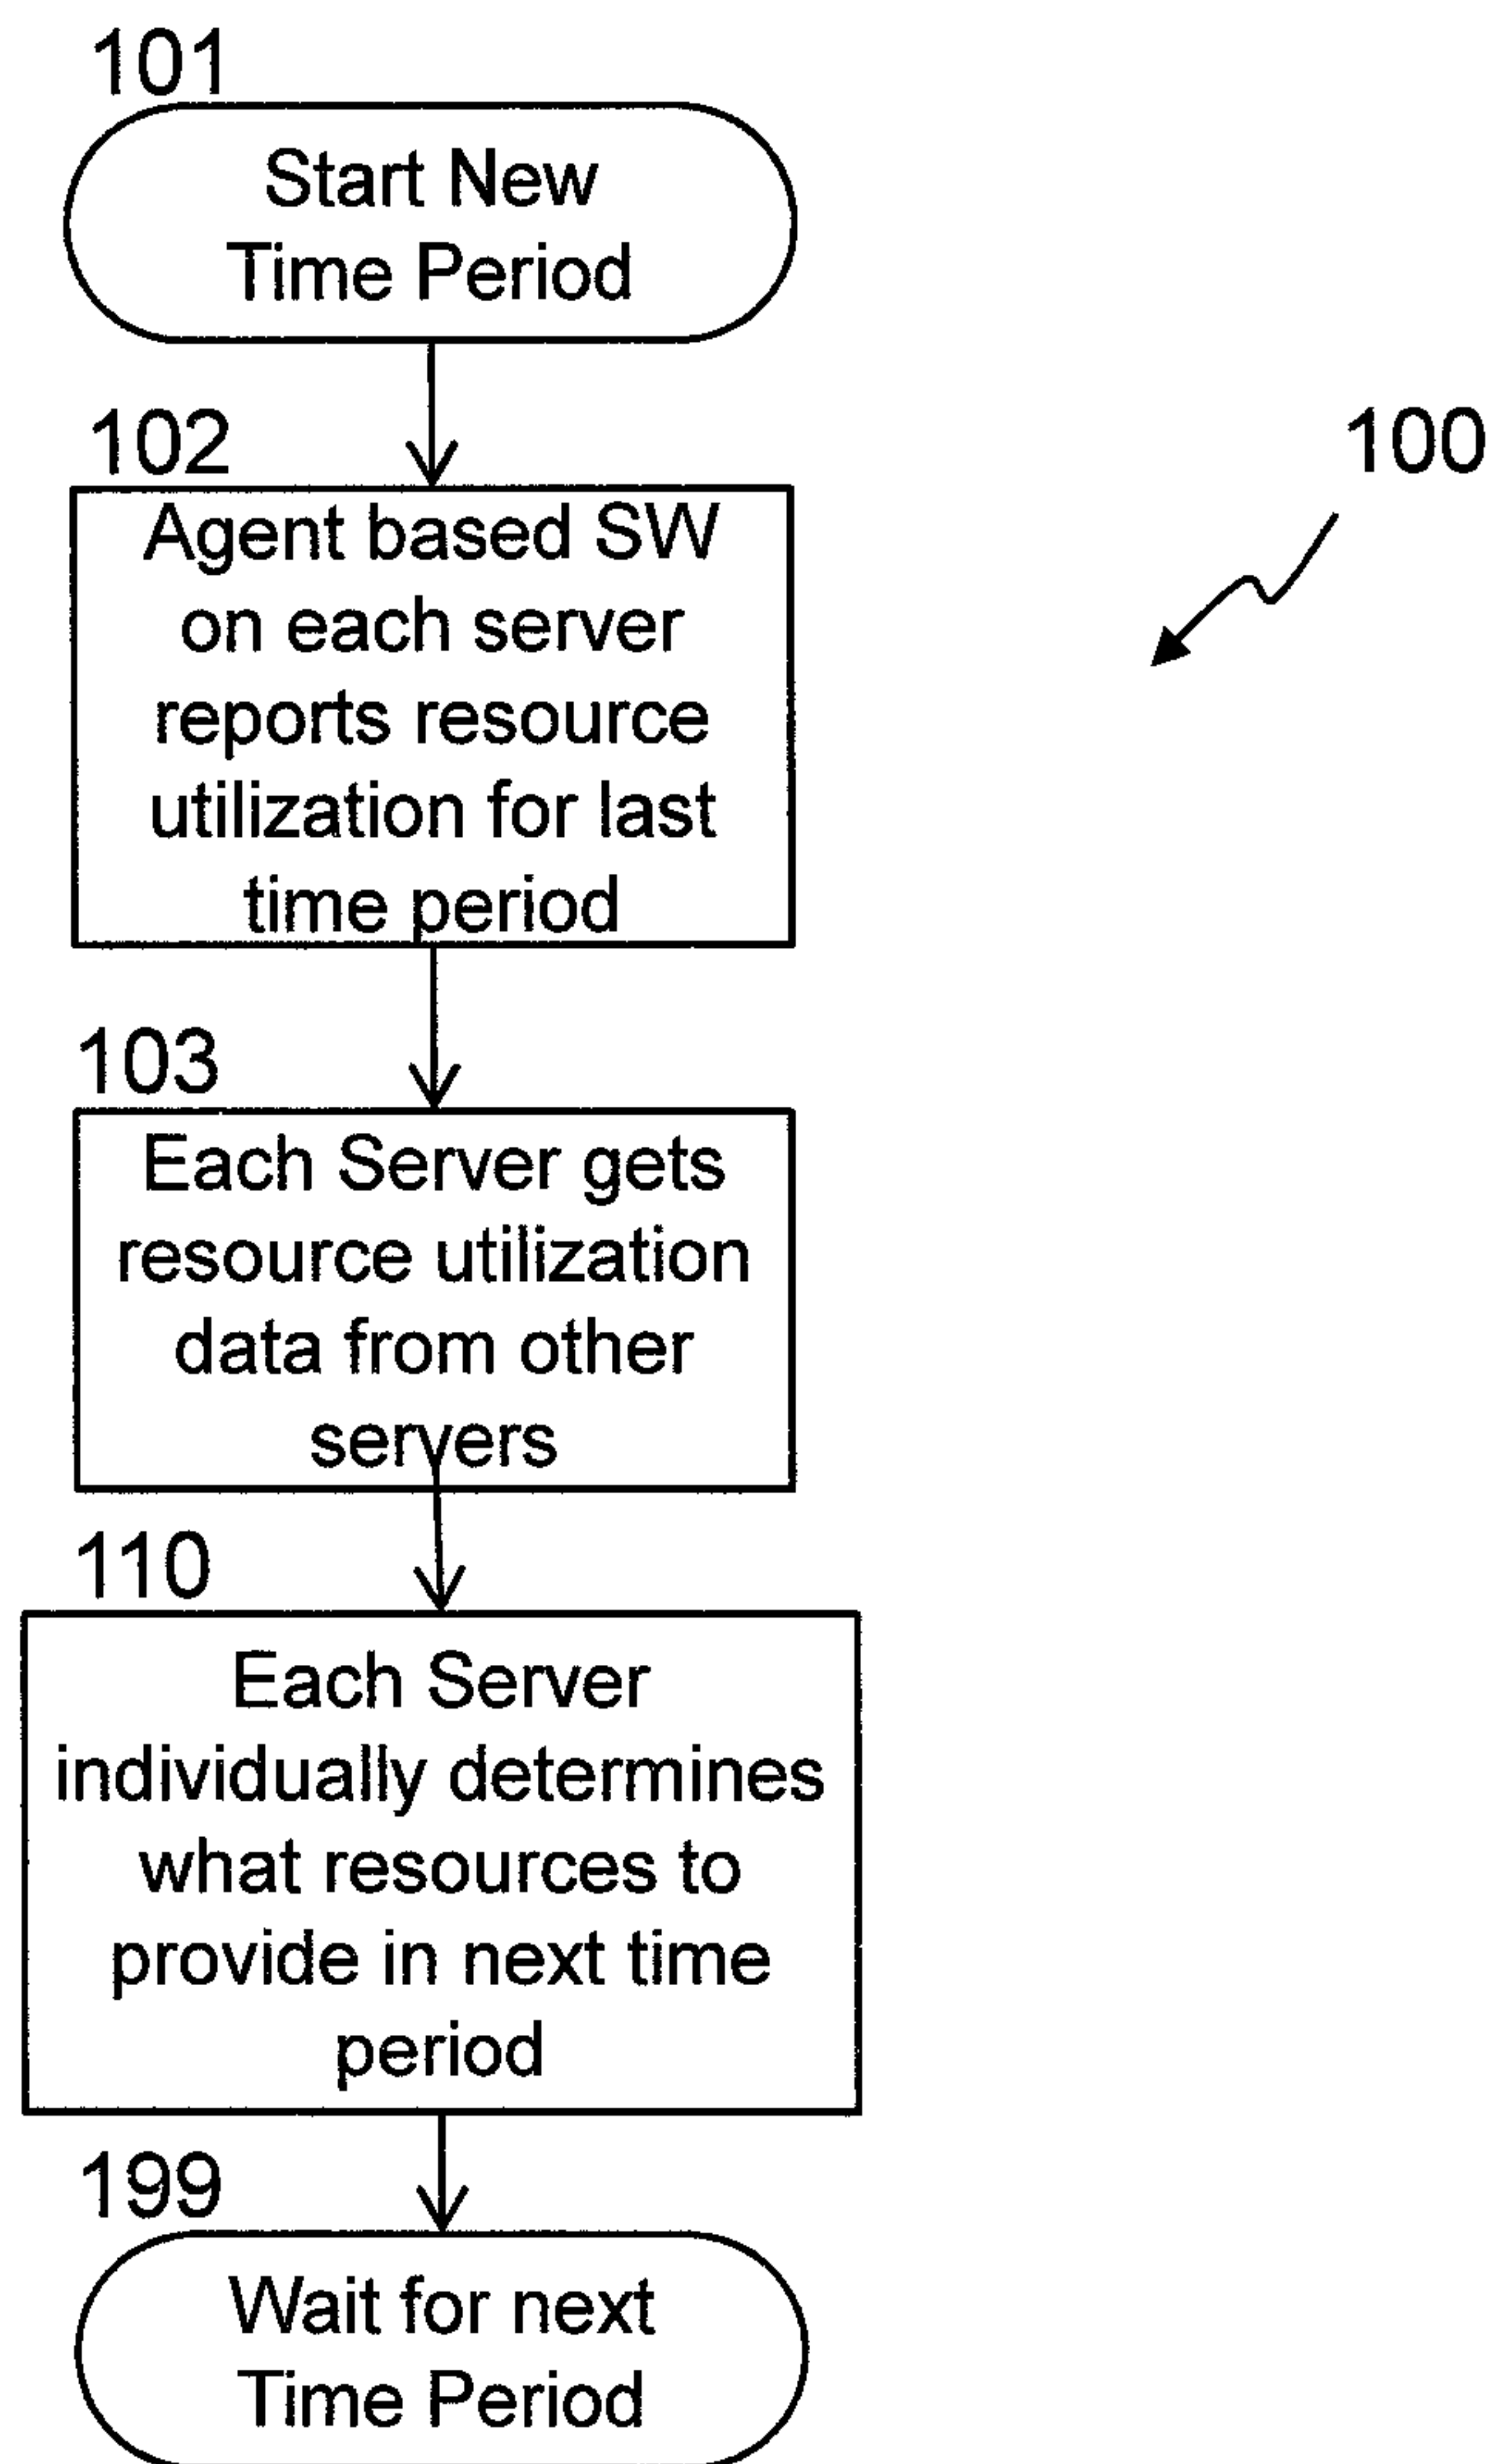 101
Start New
Time Period
102
100
Agent based SW
on each server
reports resource
utilization for last
time period
103
Each Server gets
resource utilization
data from other
servers
110
Each Server
individually determines
what resources to
provide in next time
period
199
Wait for next
Time Period